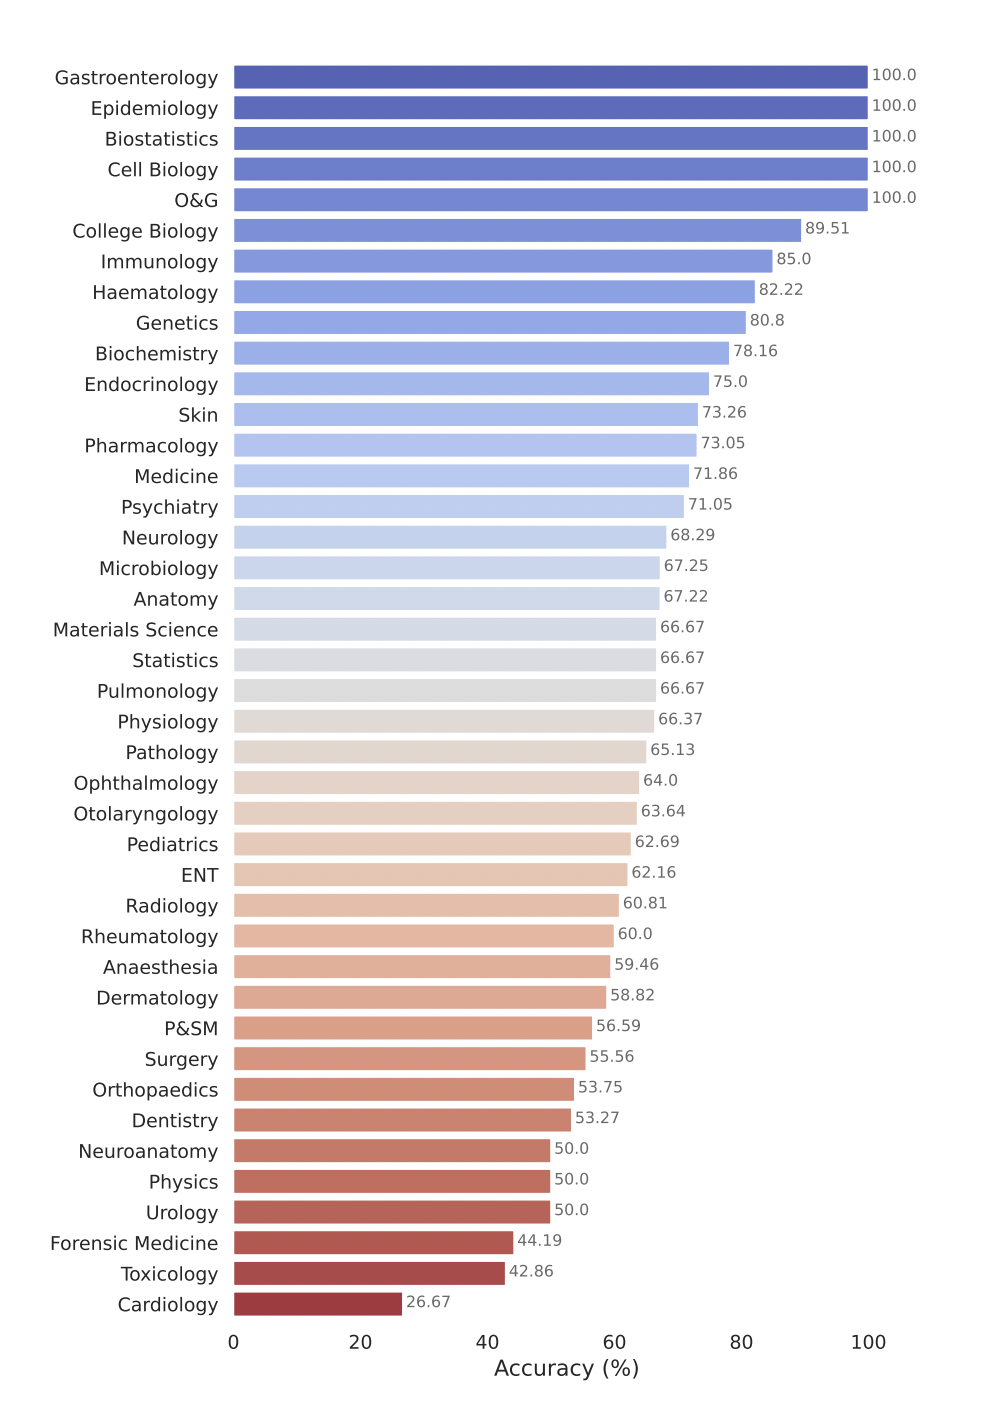 Gastroenterology 100.0
Epidemiology 100.0
Biostatistics 100.0
Cell Biology 100.0
O&G 100.0
College Biology 89.51
Immunology 85.0
Haematology 82.22
Genetics 80.8
Biochemistry 78.16
Endocrinology 75.0
Skin 73.26
Pharmacology 73.05
Medicine 71.86
Psychiatry 71.05
Neurology 68.29
Microbiology 67.25
Anatomy 67.22
Materials Science 66.67
Statistics 66.67
Pulmonology 66.67
Physiology 66.37
Pathology 65.13
Ophthalmology 64.0
Otolaryngology 63.64
Pediatrics 62.69
ENT 62.16
Radiology 60.81
Rheumatology 60.0
Anaesthesia 59.46
Dermatology 58.82
P&SM 56.59
Surgery 55.56
Orthopaedics 53.75
Dentistry 53.27
Neuroanatomy 50.0
Physics 50.0
Urology 50.0
Forensic Medicine 44.19
Toxicology 42.86
Cardiology 26.67
0 20 40 60 80 100
Accuracy (%)